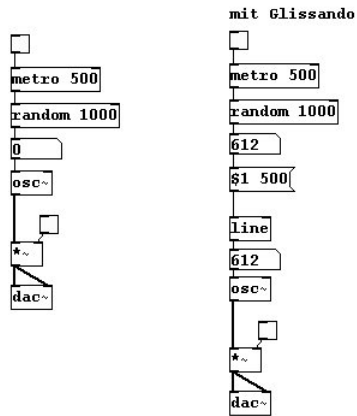 mit Glissando
metro 500
random 1000
0
osc~
*~
dac~
metro 500
random 1000
612
$1 500
line
612
osc~
*~
dac~